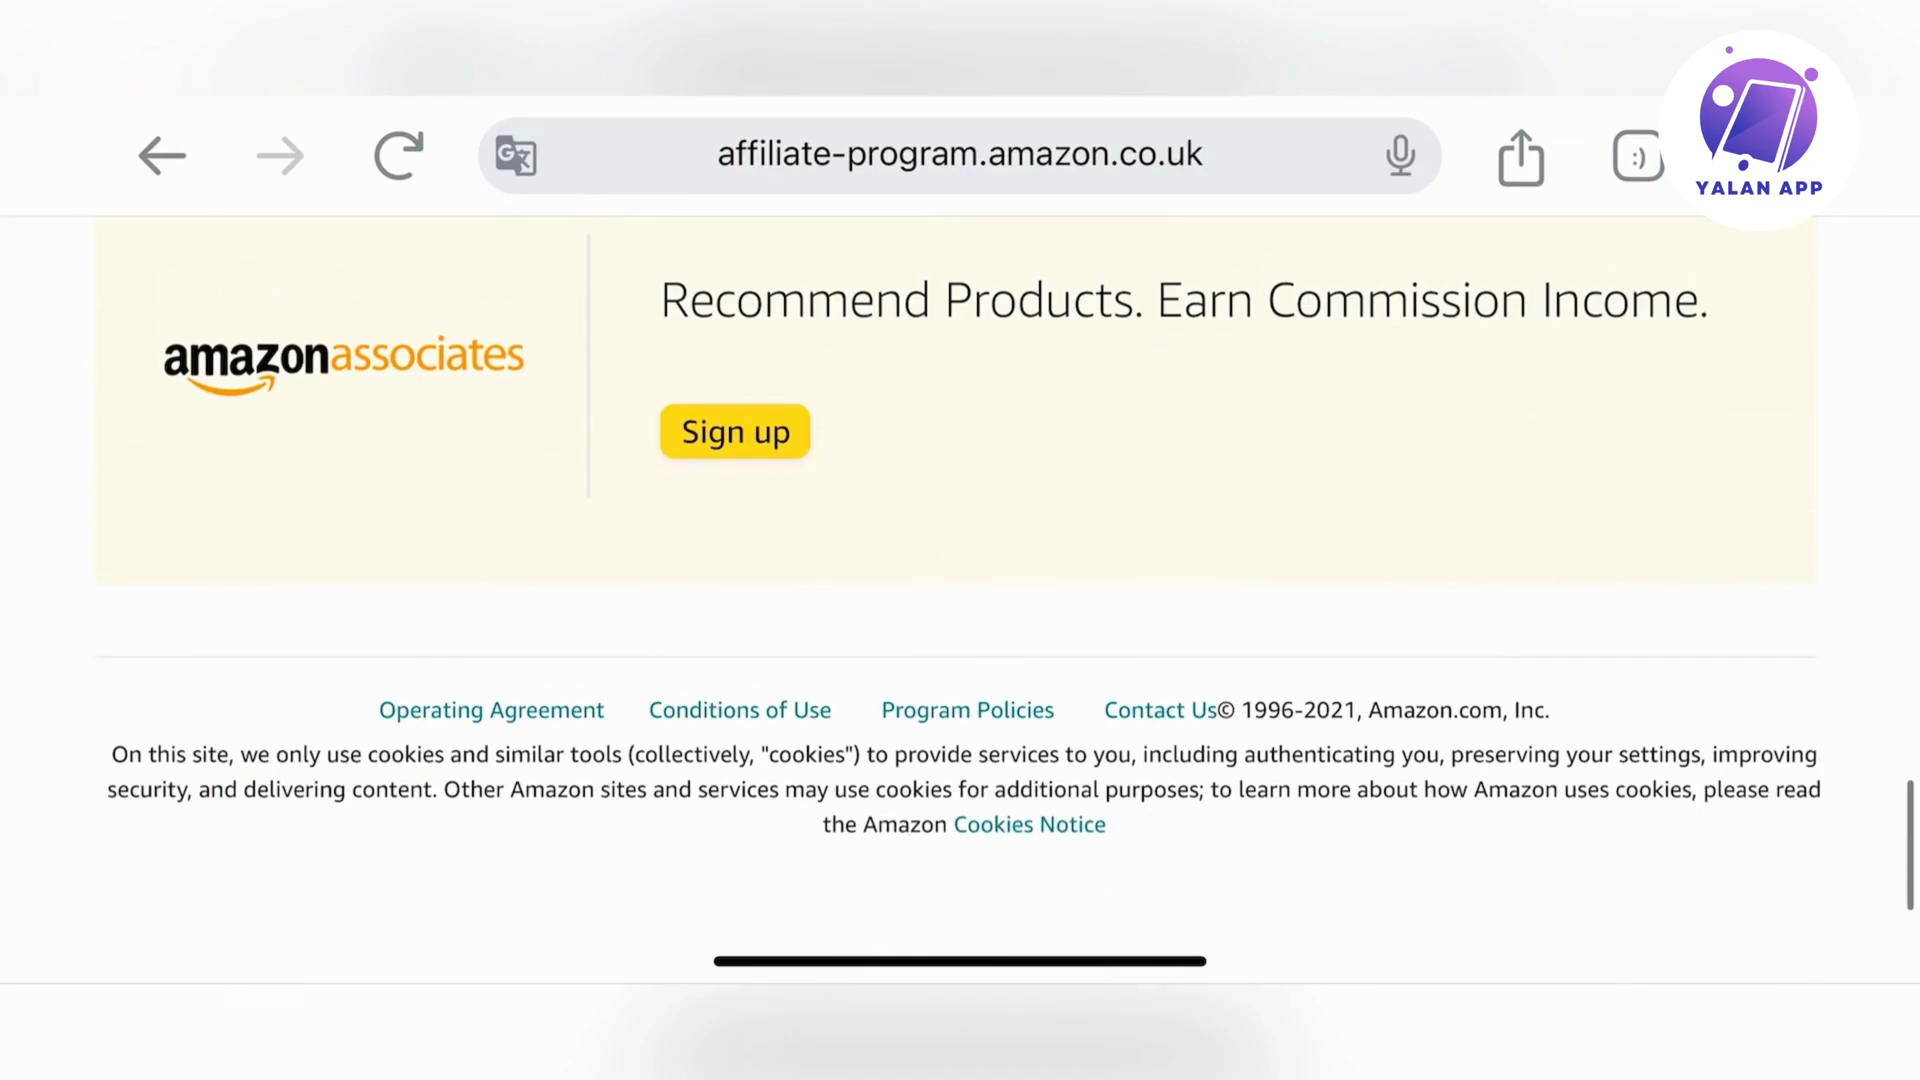 affiliate-program.amazon.co.uk
:)
YALAN APP
Recommend Products. Earn Commission Income.
amazonassociates
Sign up
Operating Agreement Conditions of Use Program Policies Contact Us© 1996-2021, Amazon.com, Inc.
On this site, we only use cookies and similar tools (collectively, "cookies") to provide services to you, including authenticating you, preserving your settings, improving
security, and delivering content. Other Amazon sites and services may use cookies for additional purposes; to learn more about how Amazon uses cookies, please read
the Amazon Cookies Notice